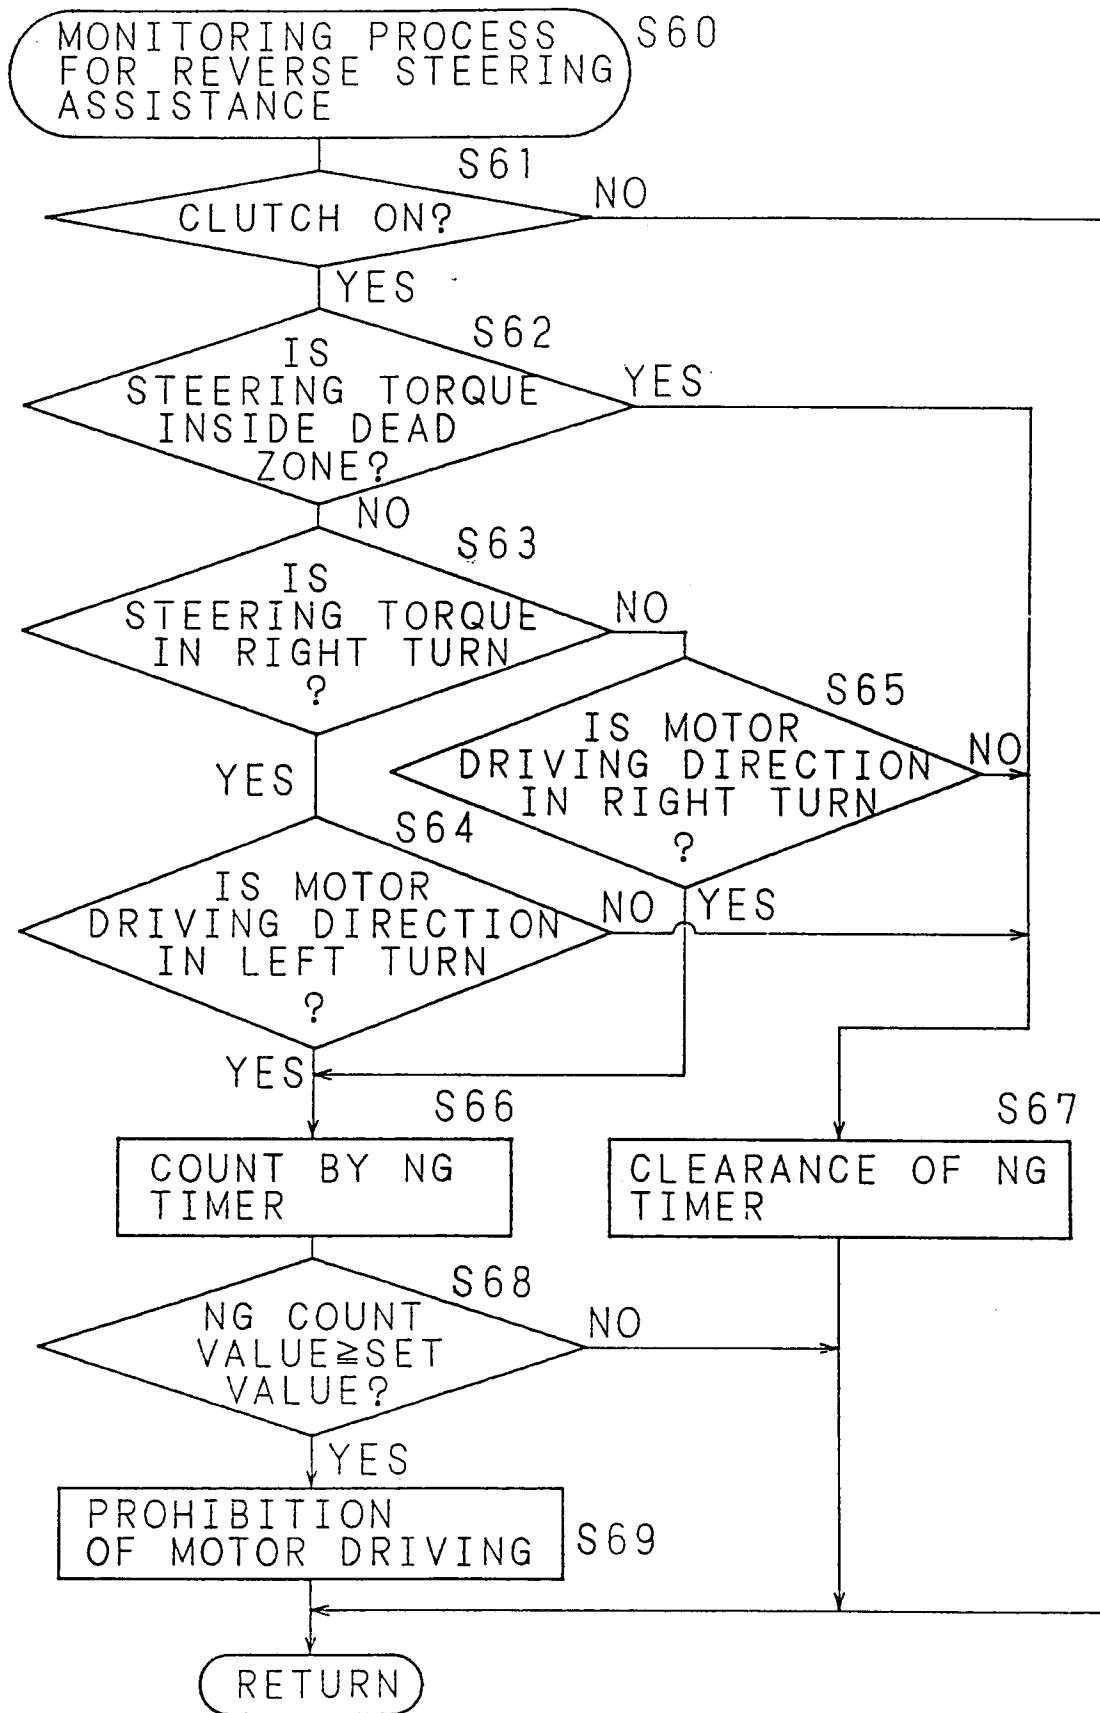 MONITORING PROCESS
FOR REVERSE STEERING
ASSISTANCE
S60
S61
CLUTCH ON?
NO
YES
S62
IS
STEERING TORQUE
INSIDE DEAD
ZONE?
YES
NO
S63
IS
STEERING TORQUE
IN RIGHT TURN
?
NO
YES
S65
IS MOTOR
DRIVING DIRECTION
IN RIGHT TURN
?
NO
YES
S64
IS MOTOR
DRIVING DIRECTION
IN LEFT TURN
?
NO
YES
S66
COUNT BY NG
TIMER
S67
CLEARANCE OF NG
TIMER
S68
NG COUNT
VALUE≧SET
VALUE?
NO
YES
PROHIBITION
OF MOTOR DRIVING
S69
RETURN